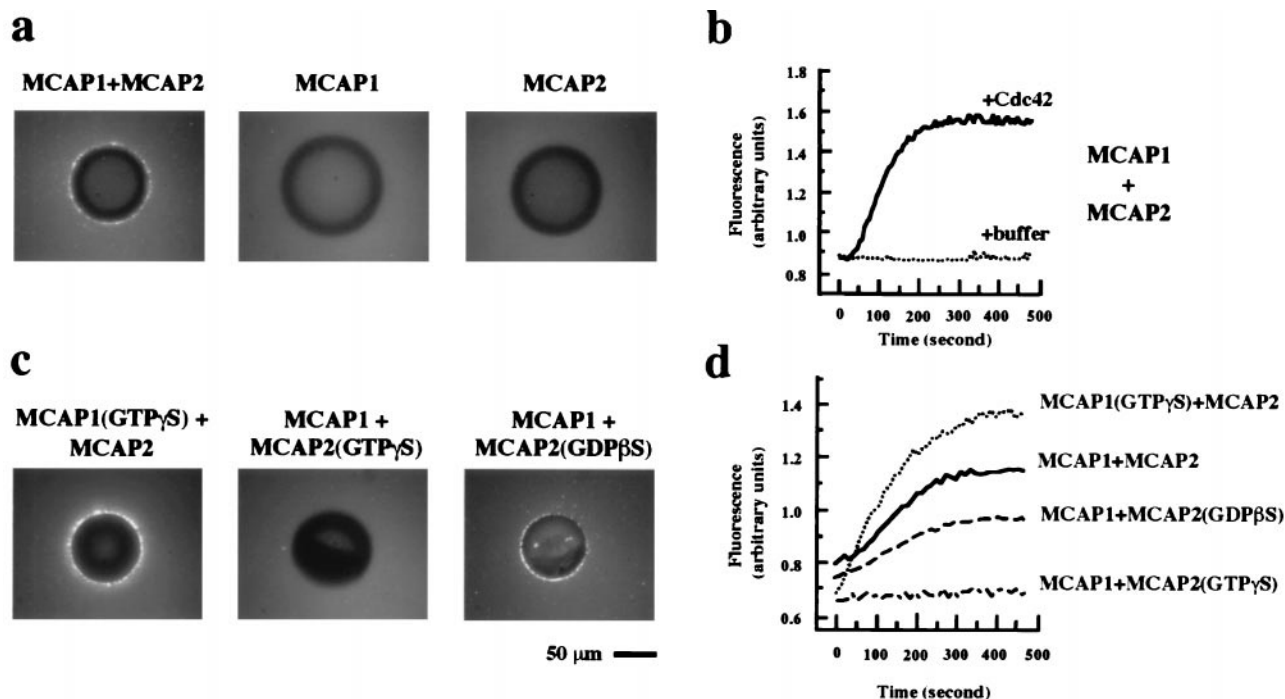 a
MCAP1+MCAP2
MCAP1
MCAP2
b
1.8
1.6
1.4
1.2
1.0
0.8
Fluorescence
(arbitrary units)
+Cdc42
+buffer
0 100 200 300 400 500
Time (second)
MCAP1
+
MCAP2
c
MCAP1(GTPγS) +
MCAP2
MCAP1 +
MCAP2(GTPγS)
MCAP1 +
MCAP2(GDPβS)
50 μm
d
1.4
1.2
1.0
0.8
0.6
Fluorescence
(arbitrary units)
MCAP1(GTPγS)+MCAP2
MCAP1+MCAP2
MCAP1+MCAP2(GDPβS)
MCAP1+MCAP2(GTPγS)
0 100 200 300 400 500
Time (second)